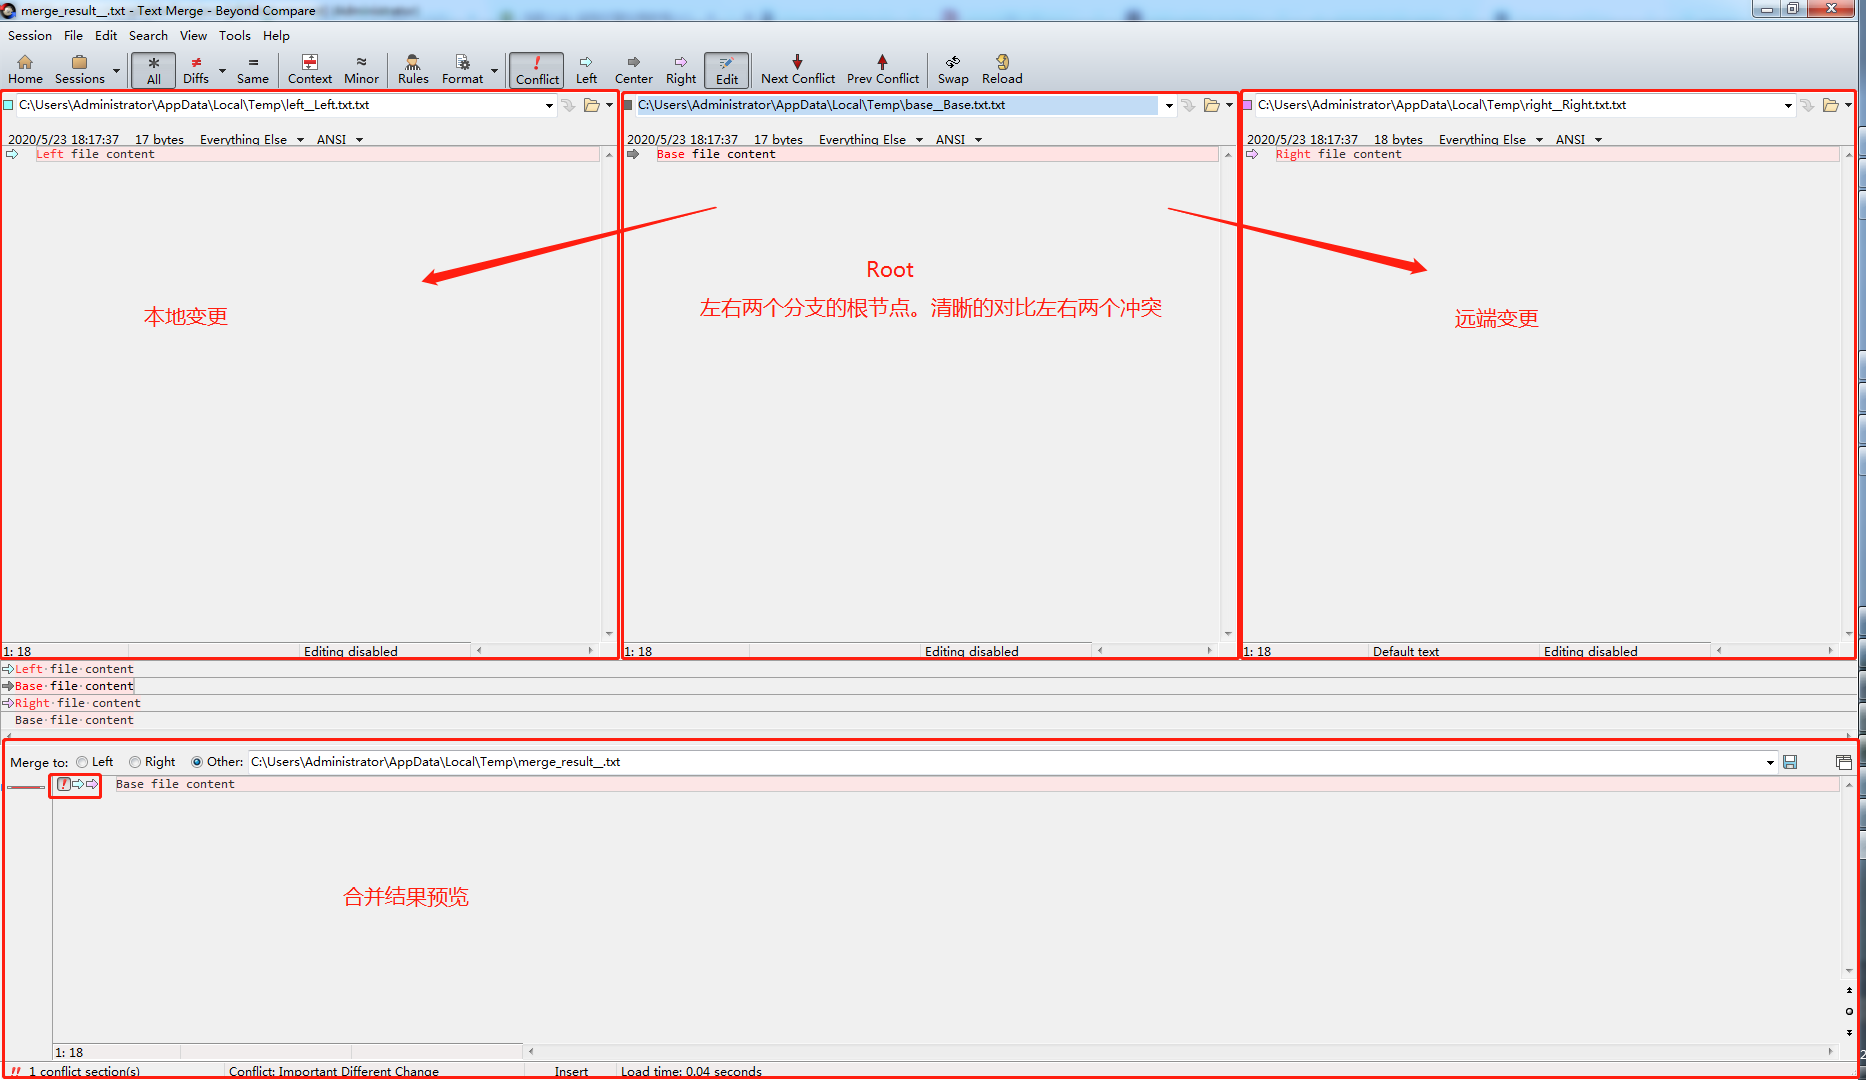 merge_result__.txt - Text Merge - Beyond Compare
Session File Edit Search View Tools Help
Home Sessions All Diffs Same Context Minor Rules Format Conflict Left Center Right Edit Next Conflict Prev Conflict Swap Reload
C:\Users\Administrator\AppData\Local\Temp\left__Left.txt.txt
2020/5/23 18:17:37 17 bytes Everything Else ANSI
Left file content
本地变更
1: 18 Editing disabled
C:\Users\Administrator\AppData\Local\Temp\base__Base.txt.txt
2020/5/23 18:17:37 17 bytes Everything Else ANSI
Base file content
Root
左右两个分支的根节点。清晰的对比左右两个冲突
1: 18 Editing disabled
C:\Users\Administrator\AppData\Local\Temp\right__Right.txt.txt
2020/5/23 18:17:37 18 bytes Everything Else ANSI
Right file content
远端变更
1: 18 Default text Editing disabled
Left file content
Base file content
Right file content
Base file content
Merge to: Left Right Other: C:\Users\Administrator\AppData\Local\Temp\merge_result__.txt
Base file content
合并结果预览
1: 18
1 conflict section(s) Conflict: Important Different Change Insert Load time: 0.04 seconds